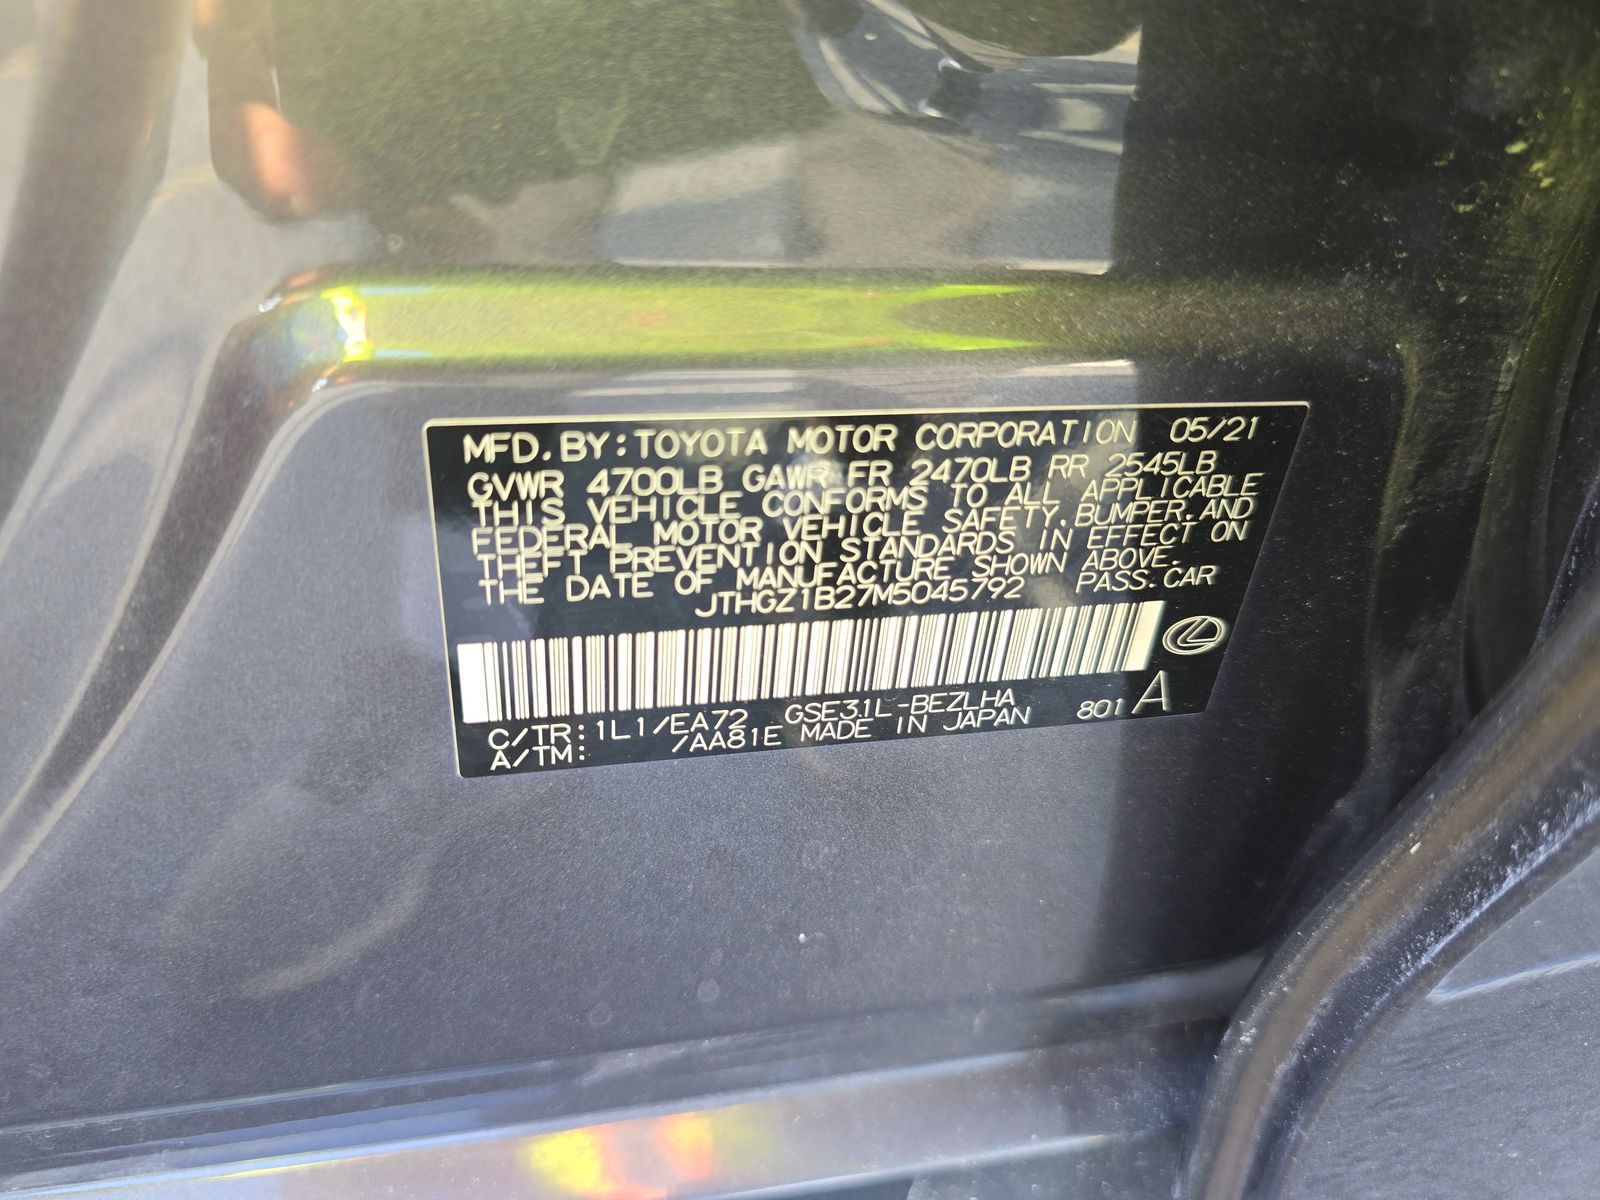 MFD. BY: TOYOTA MOTOR CORPORATION 05/21
GVWR 4700LB GAWR FR 2470LB RR 2545LB
THIS VEHICLE CONFORMS TO ALL APPLICABLE
FEDERAL MOTOR VEHICLE SAFETY, BUMPER, AND
THEFT PREVENTION STANDARDS IN EFFECT ON
THE DATE OF MANUFACTURE SHOWN ABOVE.
JTHGZ1B27M5045792 PASS. CAR
C/TR: 1L1/EA72 GSE31L-BEZLHA
A/TM: /AA81E MADE IN JAPAN 801 A